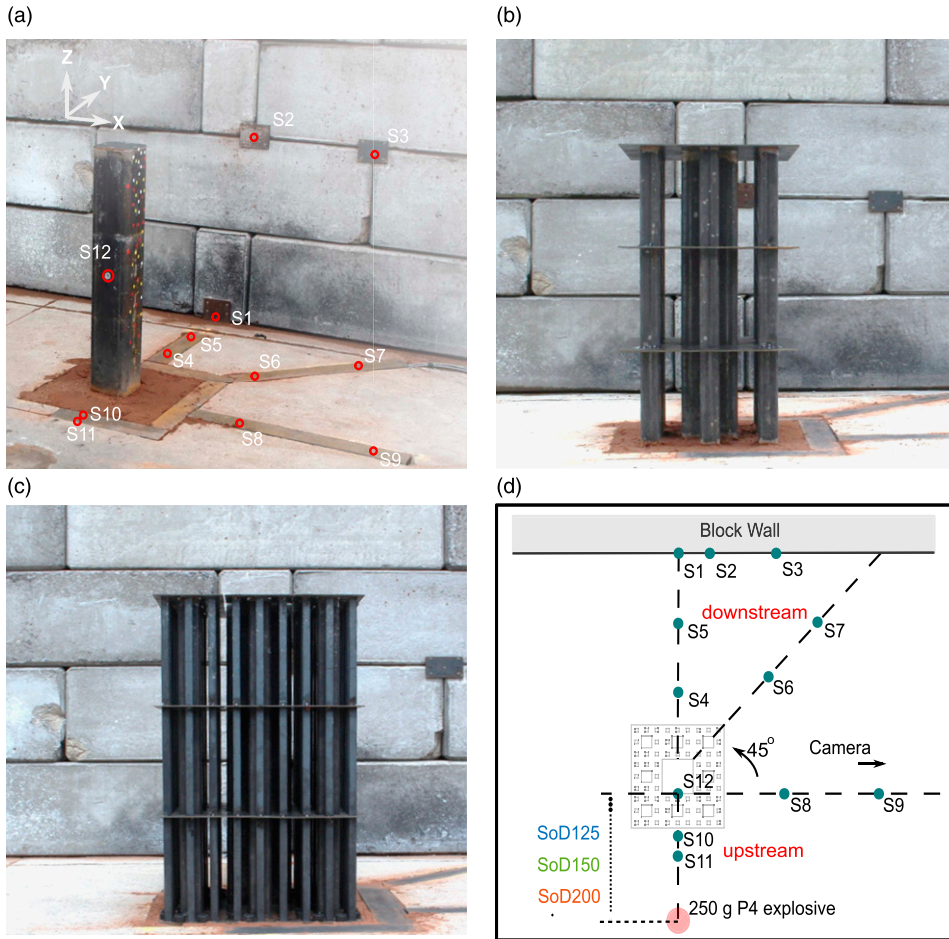 (a)
(b)
Z
Y
X
S2
S3
S12
S1
S5
S4
S6
S7
S10
S11
S8
S9
(c)
(d)
Block Wall
S1
S2
S3
downstream
S5
S7
S6
S4
45°
Camera
S12
S8
S9
SoD125
S10
upstream
SoD150
S11
SoD200
250 g P4 explosive